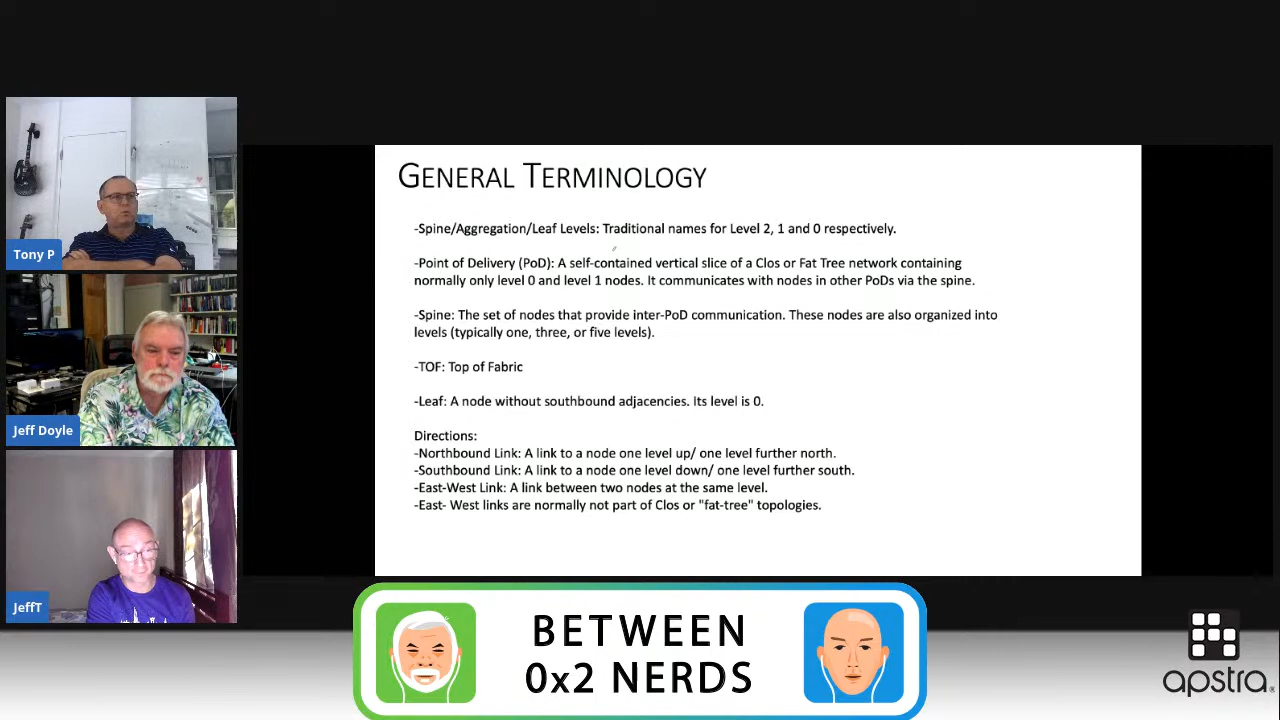 Tony P
Jeff Doyle
JeffT
GENERAL TERMINOLOGY
-Spine/Aggregation/Leaf Levels: Traditional names for Level 2, 1 and 0 respectively.
-Point of Delivery (PoD): A self-contained vertical slice of a Clos or Fat Tree network containing
normally only level 0 and level 1 nodes. It communicates with nodes in other PoDs via the spine.
-Spine: The set of nodes that provide inter-PoD communication. These nodes are also organized into
levels (typically one, three, or five levels).
-TOF: Top of Fabric
-Leaf: A node without southbound adjacencies. Its level is 0.
Directions:
-Northbound Link: A link to a node one level up/ one level further north.
-Southbound Link: A link to a node one level down/ one level further south.
-East-West Link: A link between two nodes at the same level.
-East- West links are normally not part of Clos or "fat-tree" topologies.
BETWEEN
0x2 NERDS
apstra®